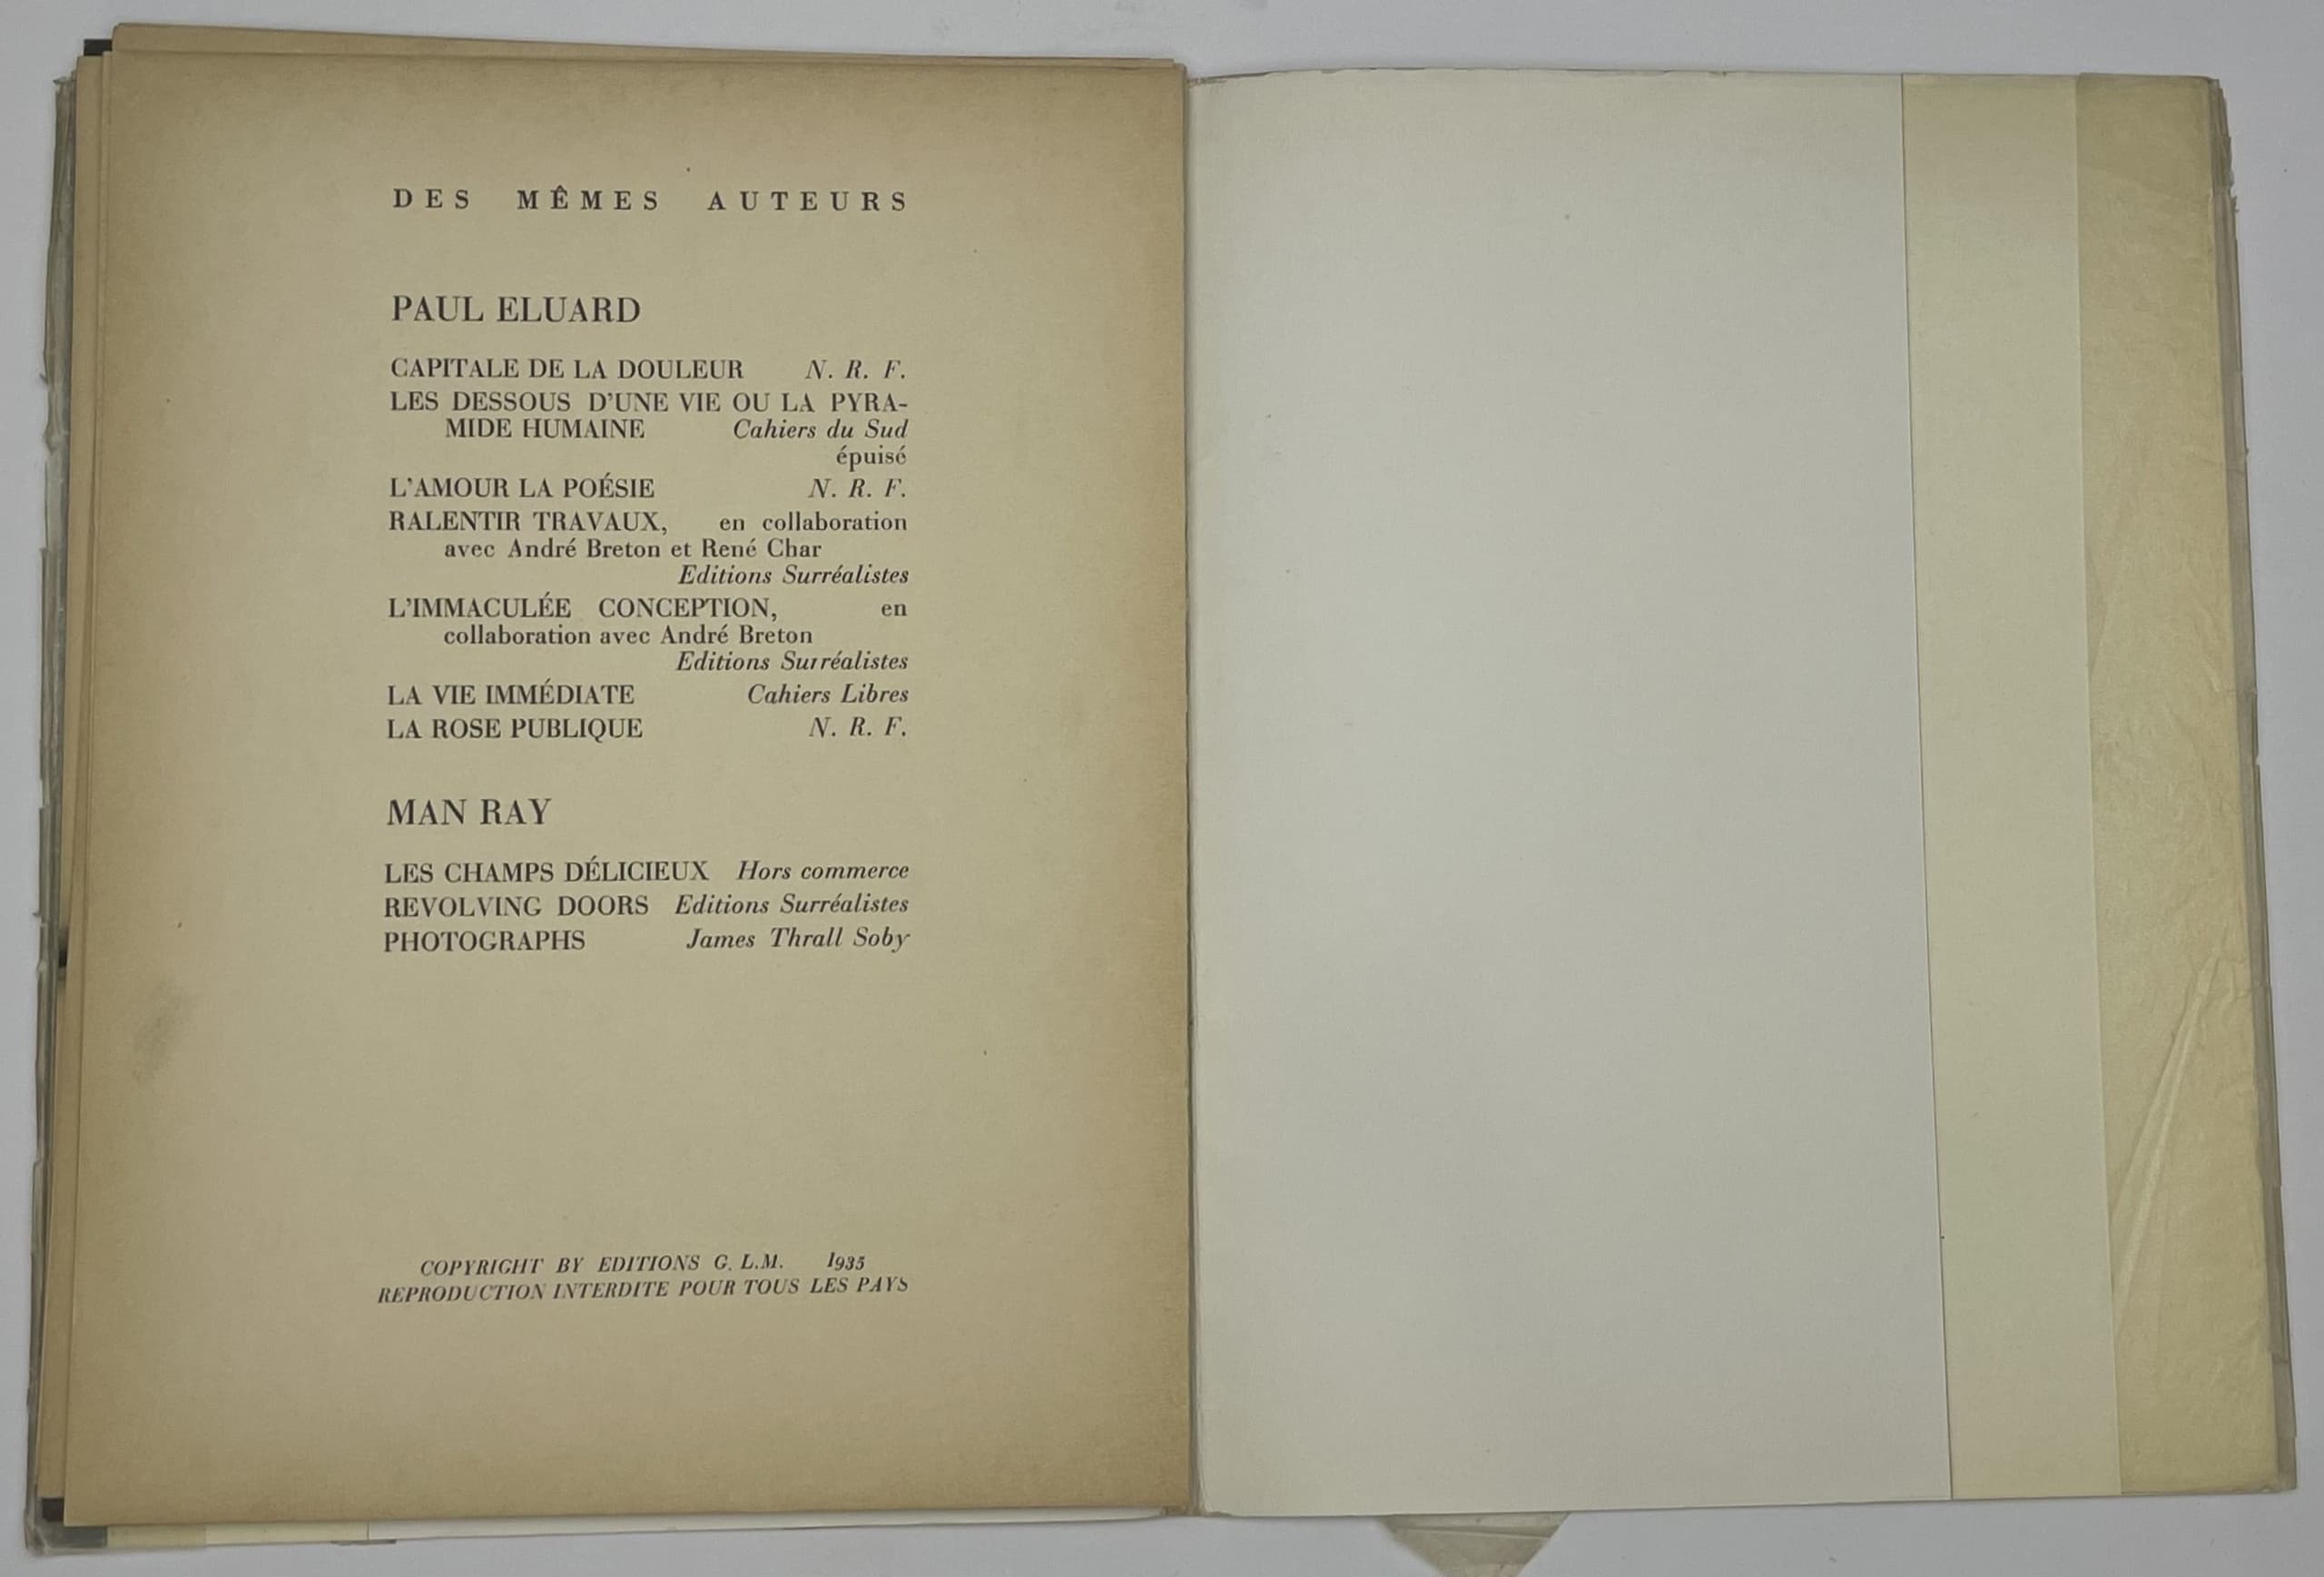 DES MÊMES AUTEURS
PAUL ELUARD
CAPITALE DE LA DOULEUR N. R. F.
LES DESSOUS D'UNE VIE OU LA PYRA-
MIDE HUMAINE Cahiers du Sud
épuisé
L'AMOUR LA POÉSIE N. R. F.
RALENTIR TRAVAUX, en collaboration
avec André Breton et René Char
Editions Surréalistes
L'IMMACULÉE CONCEPTION, en
collaboration avec André Breton
Editions Surréalistes
LA VIE IMMÉDIATE Cahiers Libres
LA ROSE PUBLIQUE N. R. F.
MAN RAY
LES CHAMPS DÉLICIEUX Hors commerce
REVOLVING DOORS Editions Surréalistes
PHOTOGRAPHS James Thrall Soby
COPYRIGHT BY EDITIONS G. L.M. 1935
REPRODUCTION INTERDITE POUR TOUS LES PAYS